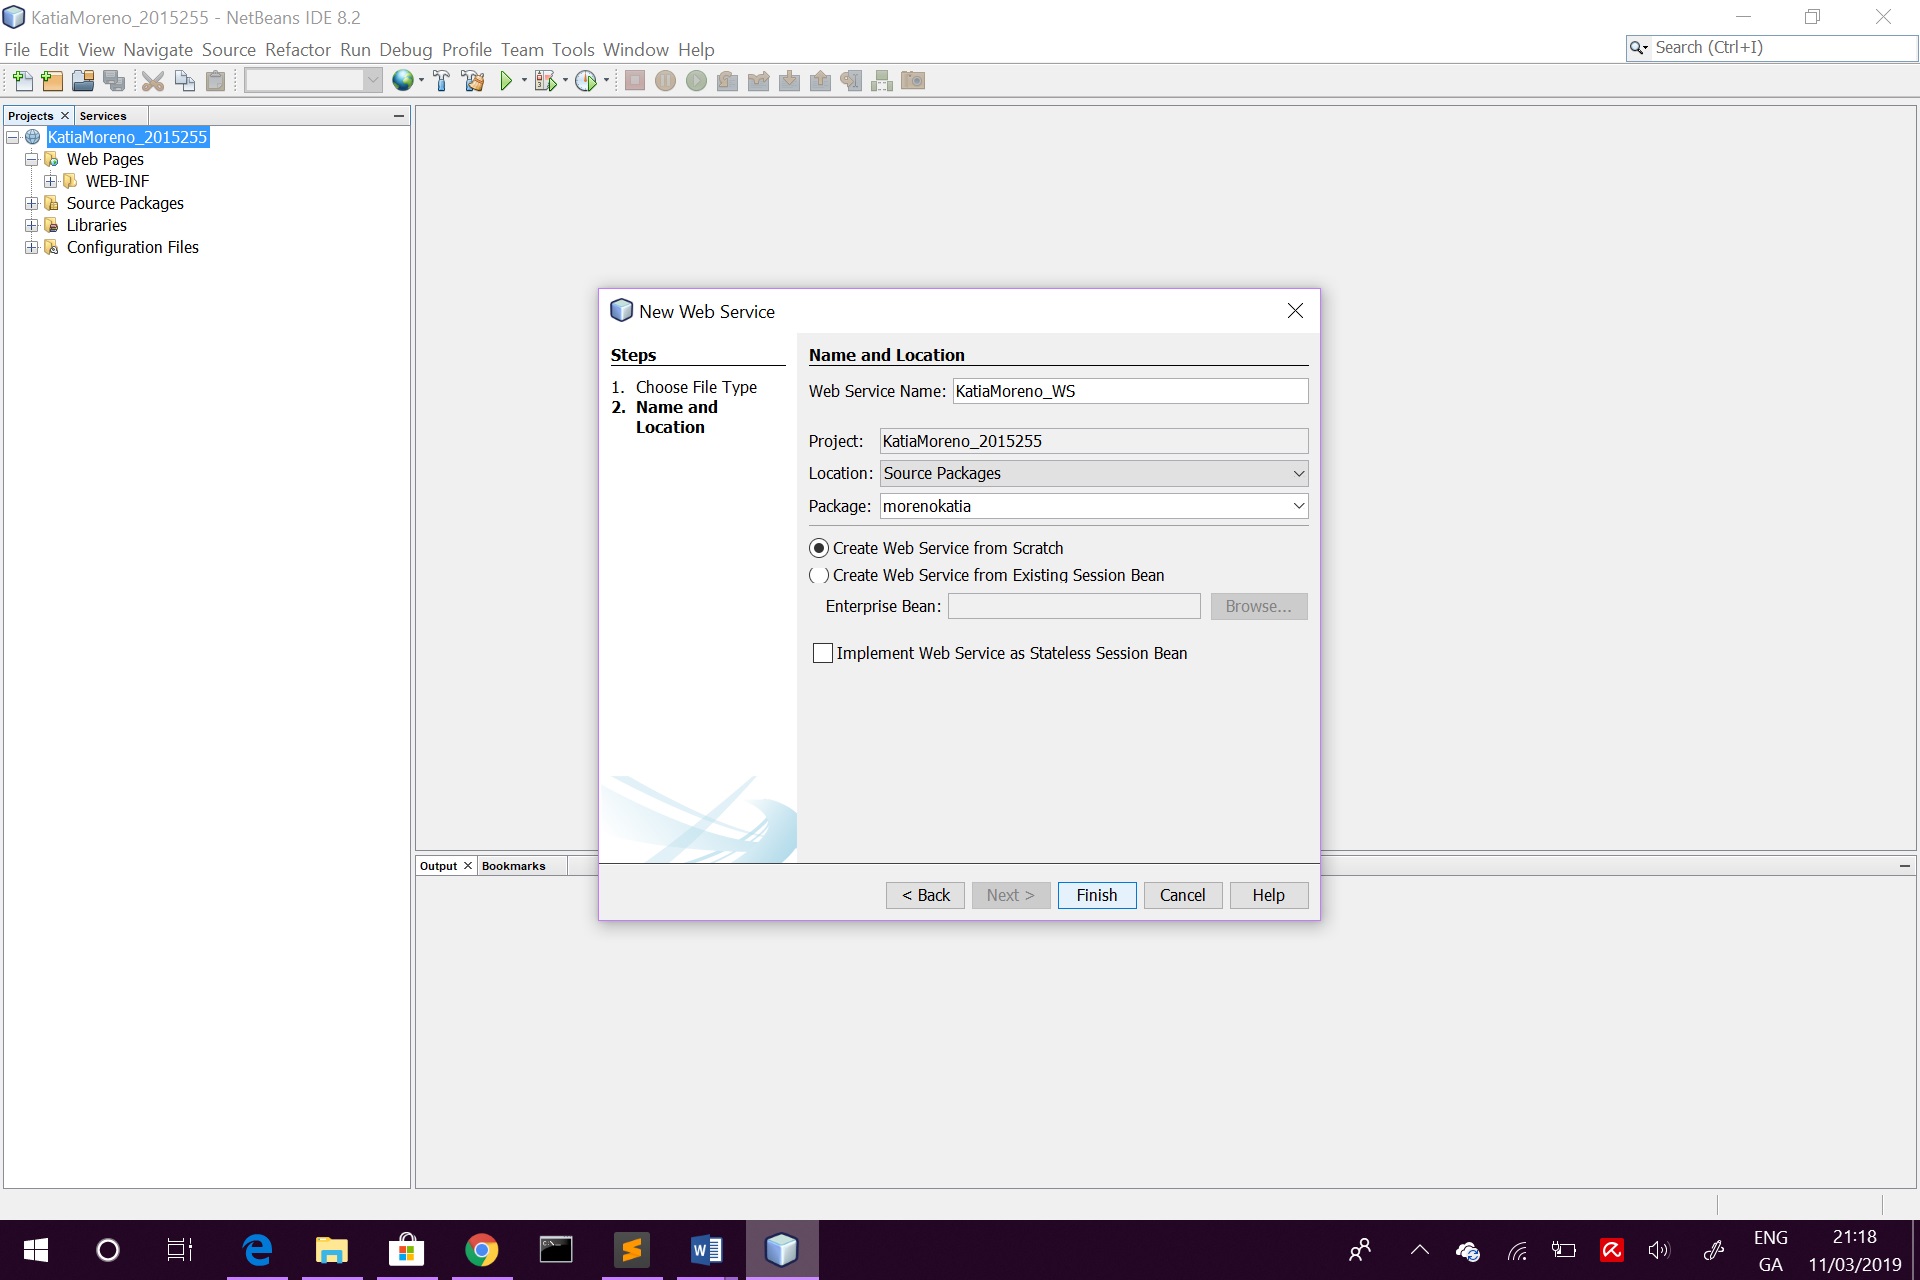 KatiaMoreno_2015255 - NetBeans IDE 8.2
File Edit View Navigate Source Refactor Run Debug Profile Team Tools Window Help
Search (Ctrl+I)
Projects Services
KatiaMoreno_2015255
Web Pages
WEB-INF
Source Packages
Libraries
Configuration Files
New Web Service
Steps
1. Choose File Type
2. Name and
Location
Name and Location
Web Service Name: KatiaMoreno_WS
Project: KatiaMoreno_2015255
Location: Source Packages
Package: morenokatia
Create Web Service from Scratch
Create Web Service from Existing Session Bean
Enterprise Bean: Browse...
Implement Web Service as Stateless Session Bean
< Back Next > Finish Cancel Help
Output Bookmarks
ENG
GA
21:18
11/03/2019